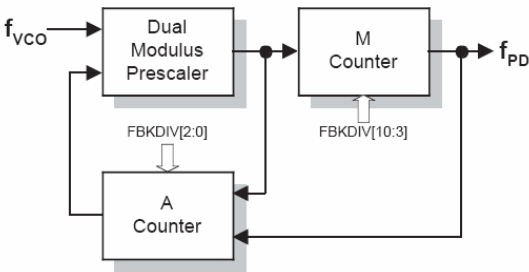 fVCO
Dual
Modulus
Prescaler
M
Counter
fPD
FBKDIV[2:0]
FBKDIV[10:3]
A
Counter